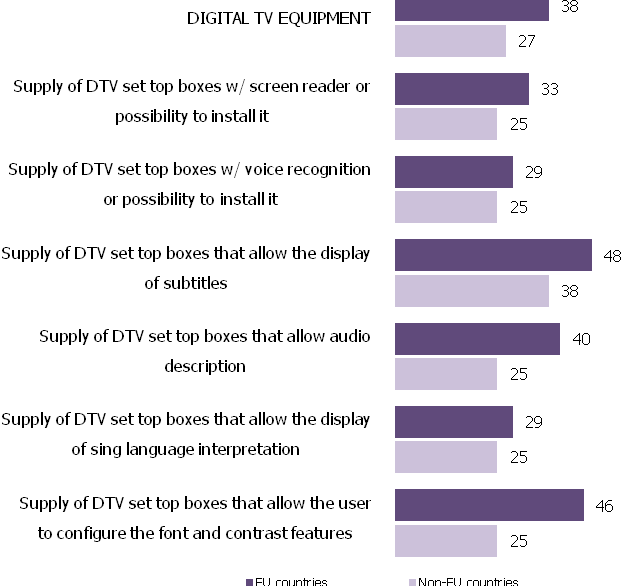 38
DIGITAL TV EQUIPMENT
27
Supply of DTV set top boxes w/ screen reader or
possibility to install it
33
25
Supply of DTV set top boxes w/ voice recognition
or possibility to install it
29
25
Supply of DTV set top boxes that allow the display
of subtitles
48
38
Supply of DTV set top boxes that allow audio
description
40
25
Supply of DTV set top boxes that allow the display
of sing language interpretation
29
25
Supply of DTV set top boxes that allow the user
to configure the font and contrast features
46
25
EU countries
Non-EU countries